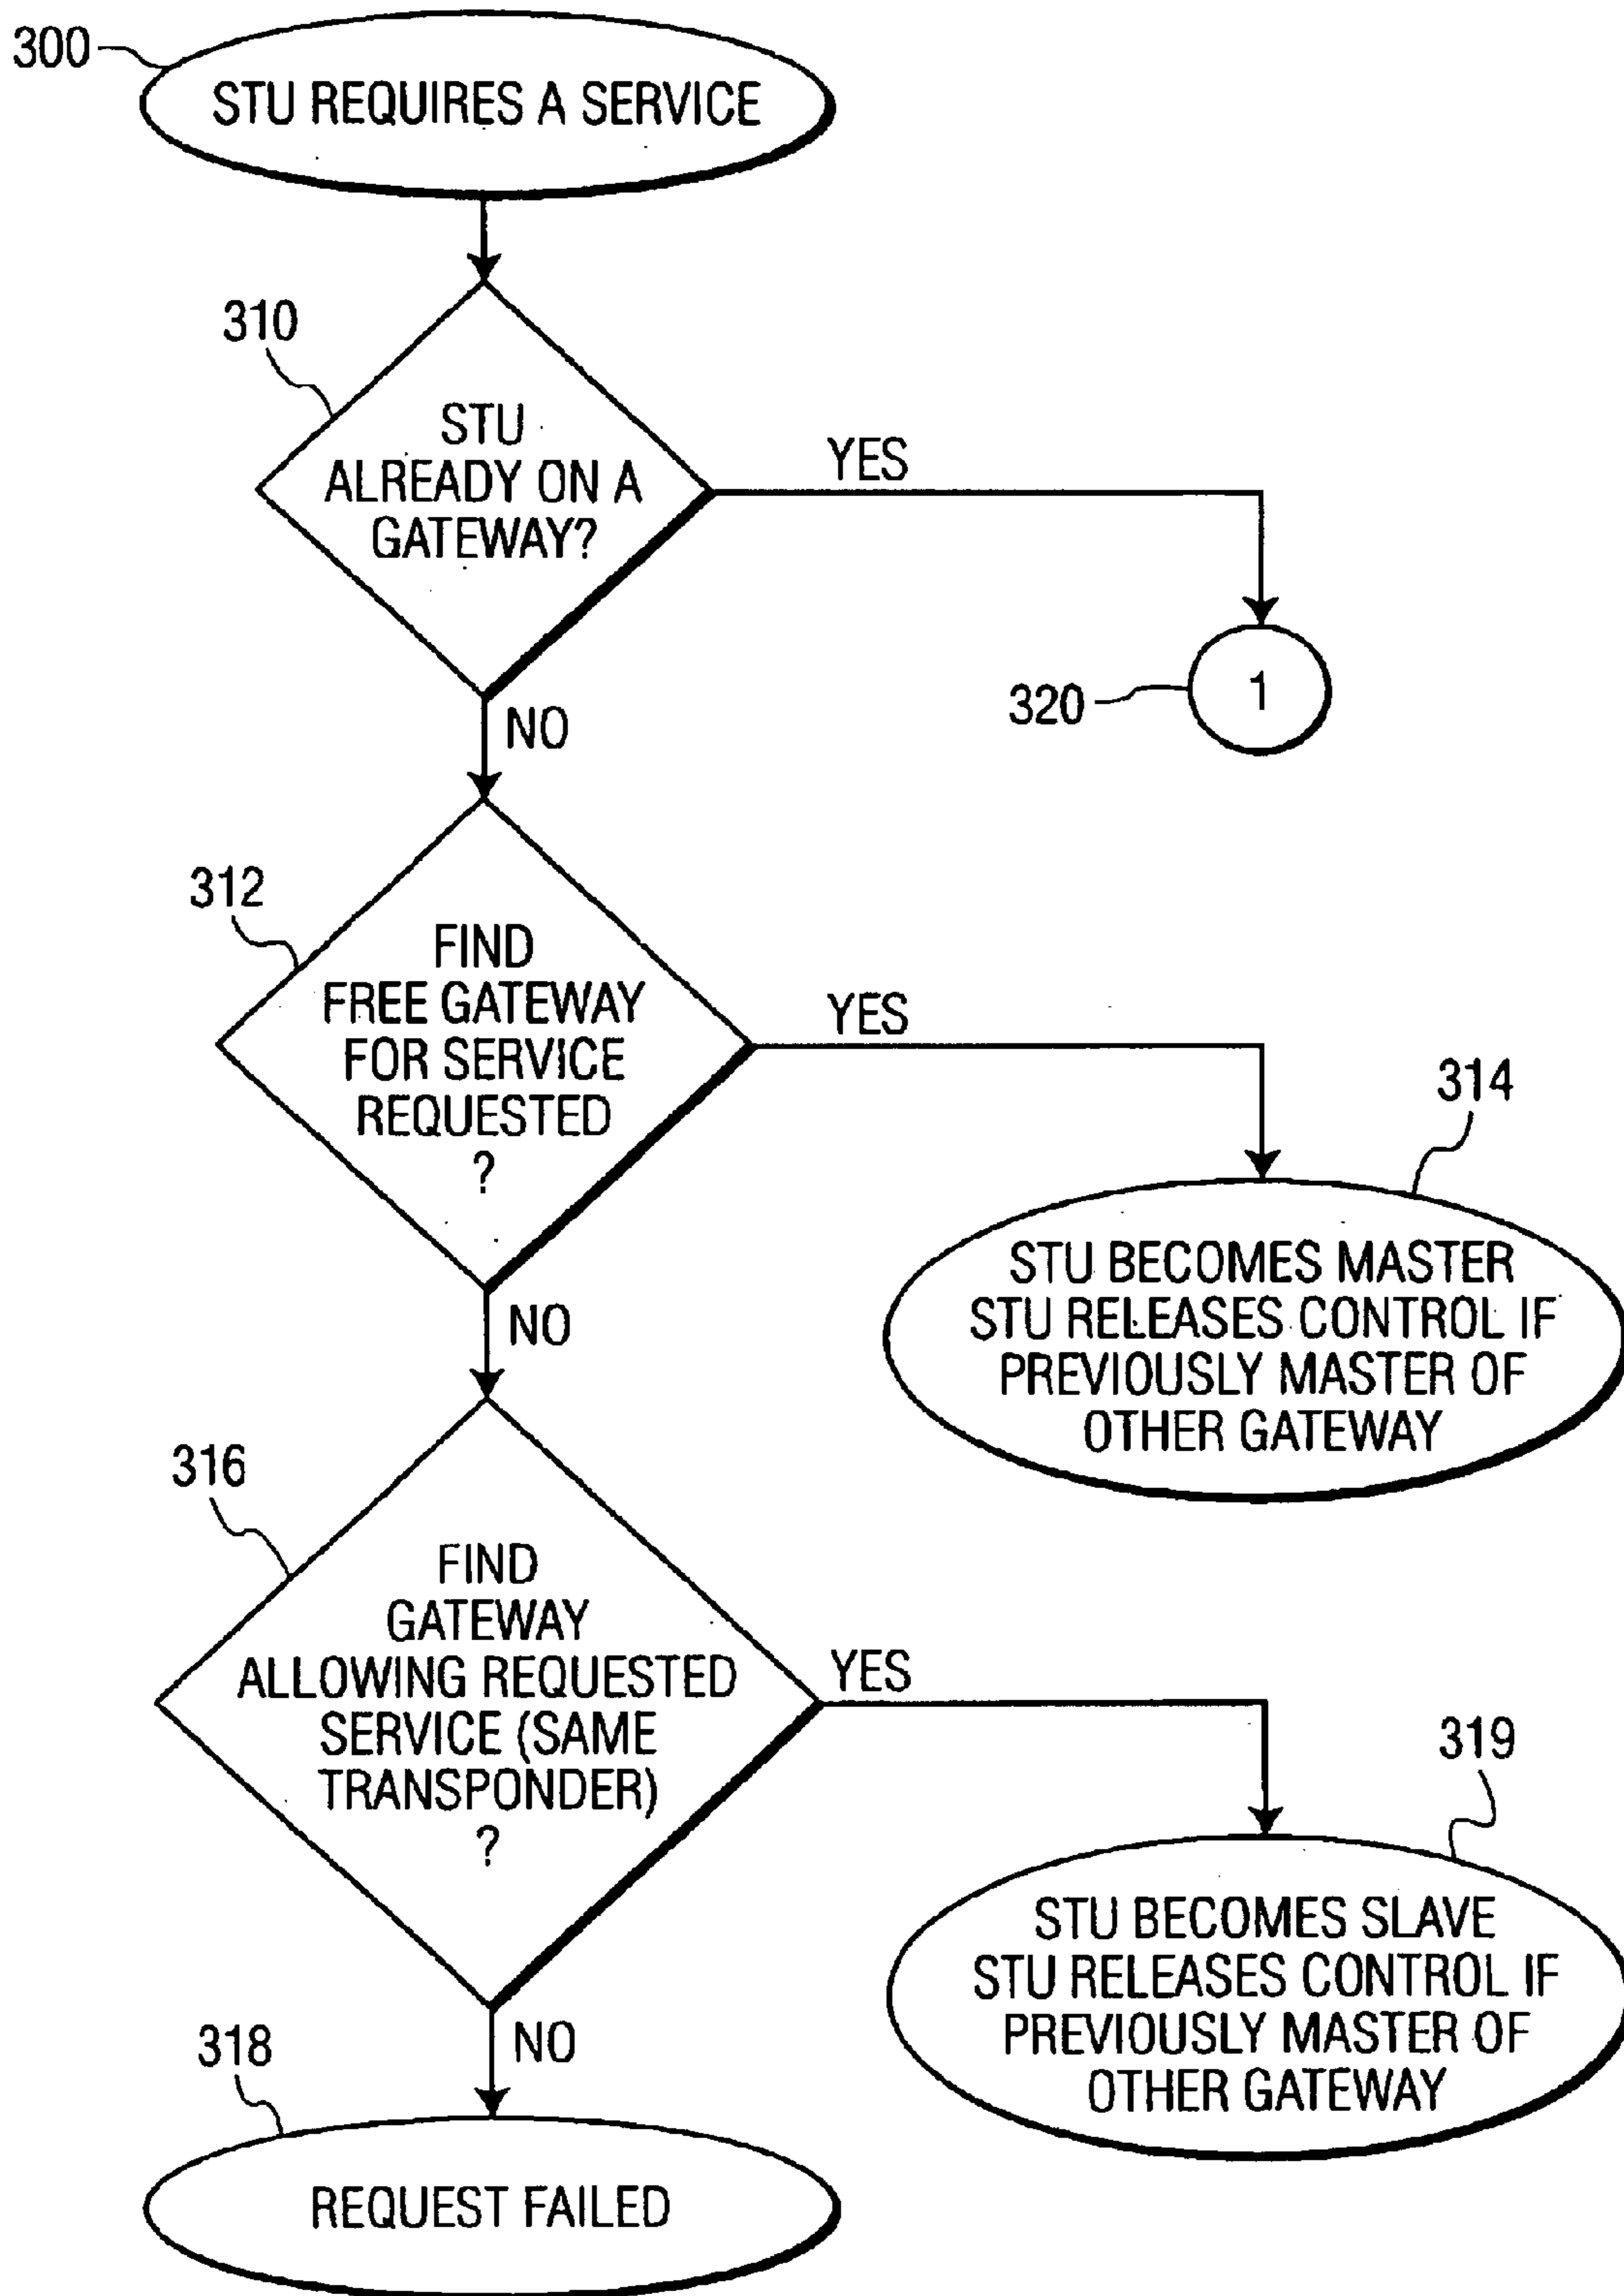 300
STU REQUIRES A SERVICE
310
STU
ALREADY ON A
GATEWAY?
YES
320
1
NO
312
FIND
FREE GATEWAY
FOR SERVICE
REQUESTED
?
YES
314
STU BECOMES MASTER
STU RELEASES CONTROL IF
PREVIOUSLY MASTER OF
OTHER GATEWAY
NO
316
FIND
GATEWAY
ALLOWING REQUESTED
SERVICE (SAME
TRANSPONDER)
?
YES
319
STU BECOMES SLAVE
STU RELEASES CONTROL IF
PREVIOUSLY MASTER OF
OTHER GATEWAY
NO
318
REQUEST FAILED